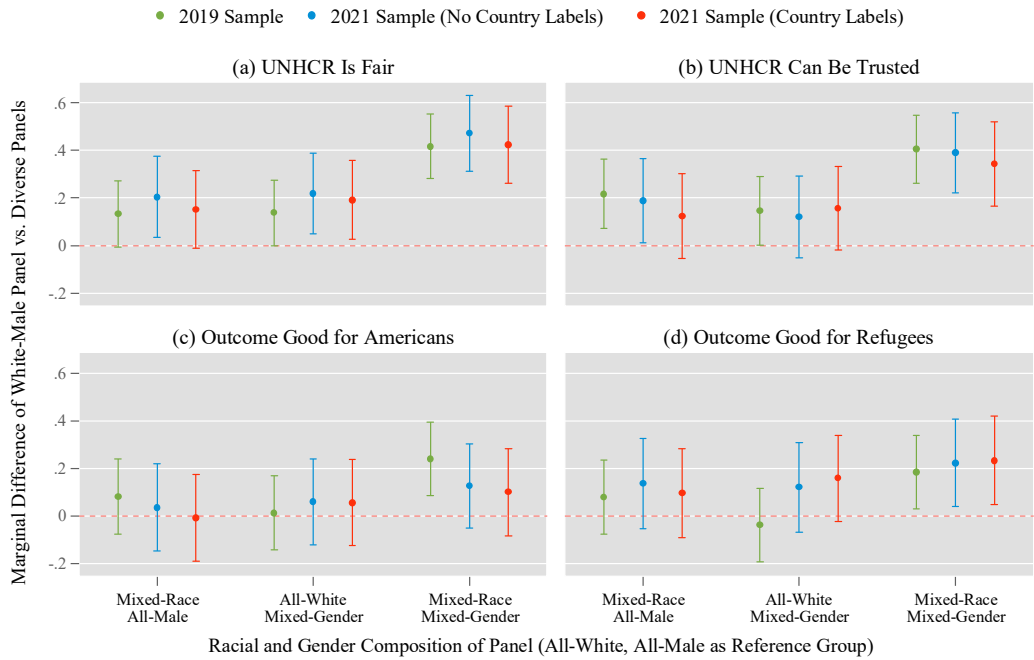 2019 Sample 2021 Sample (No Country Labels) 2021 Sample (Country Labels)
Marginal Difference of White-Male Panel vs. Diverse Panels
(a) UNHCR Is Fair
.6
.4
.2
0
-.2
(b) UNHCR Can Be Trusted
(c) Outcome Good for Americans
.6
.4
.2
0
-.2
Mixed-Race
All-Male
All-White
Mixed-Gender
Mixed-Race
Mixed-Gender
(d) Outcome Good for Refugees
Mixed-Race
All-Male
All-White
Mixed-Gender
Mixed-Race
Mixed-Gender
Racial and Gender Composition of Panel (All-White, All-Male as Reference Group)